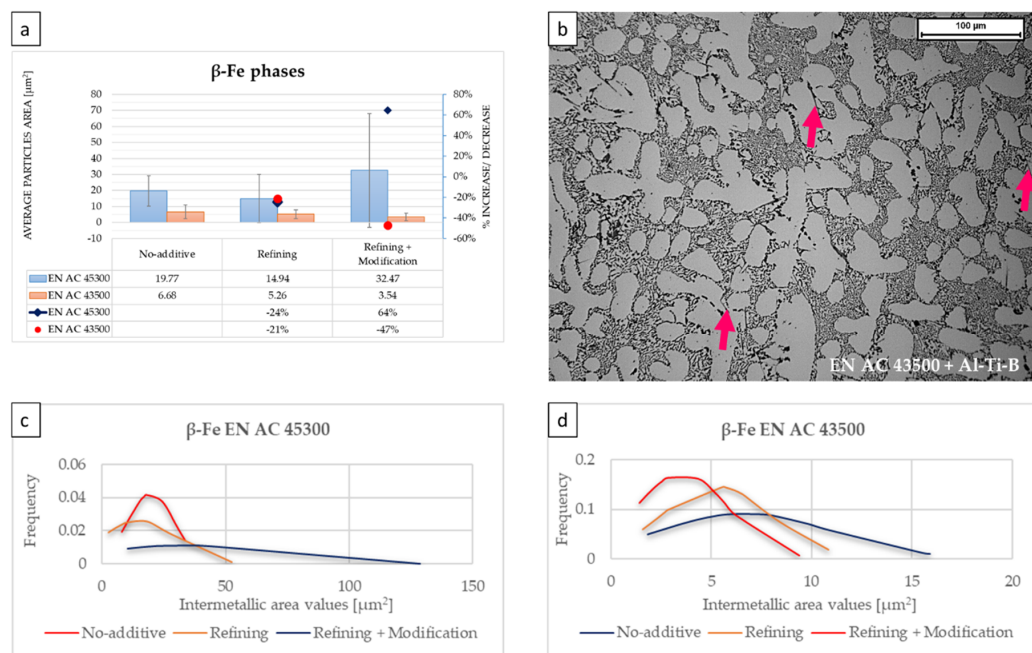 a
β-Fe phases
AVERAGE PARTICLES AREA [μm²]
80
70
60
50
40
30
20
10
0
-10
80%
60%
40%
20%
0%
-20%
-40%
-60%
% INCREASE/ DECREASE
No-additive Refining Refining +
Modification
EN AC 45300 19.77 14.94 32.47
EN AC 43500 6.68 5.26 3.54
EN AC 45300 -24% 64%
EN AC 43500 -21% -47%
b
100 μm
EN AC 43500 + Al-Ti-B
c
β-Fe EN AC 45300
Frequency
0.06
0.04
0.02
0
0 50 100 150
Intermetallic area values [μm²]
No-additive Refining Refining + Modification
d
β-Fe EN AC 43500
Frequency
0.2
0.1
0
0 5 10 15 20
Intermetallic area values [μm²]
No-additive Refining Refining + Modification